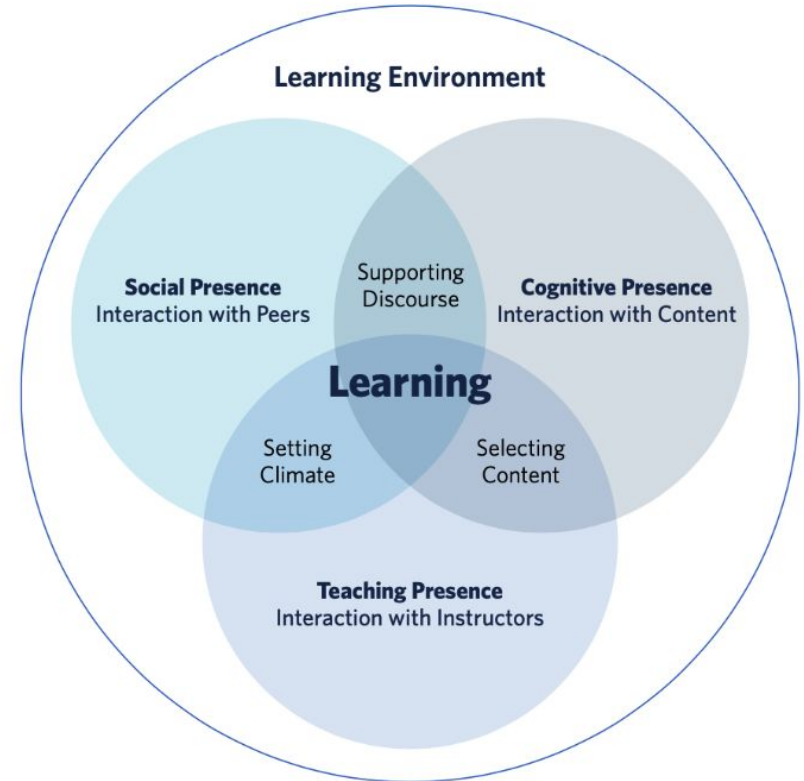 Learning Environment
Supporting
Discourse
Social Presence
Interaction with Peers
Cognitive Presence
Interaction with Content
Learning
Setting
Climate
Selecting
Content
Teaching Presence
Interaction with Instructors